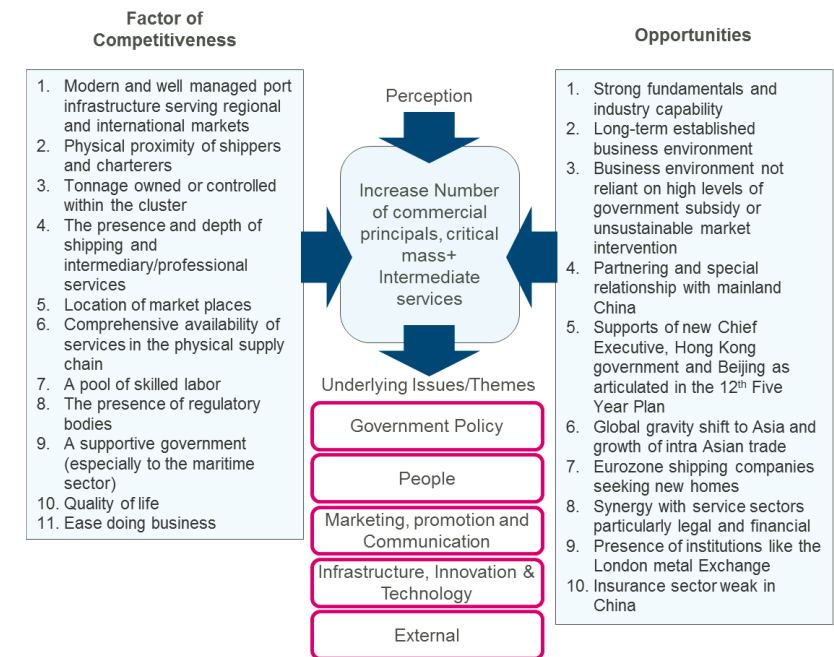 Factor of
Competitiveness
1. Modern and well managed port
infrastructure serving regional
and international markets
2. Physical proximity of shippers
and charterers
3. Tonnage owned or controlled
within the cluster
4. The presence and depth of
shipping and
intermediary/professional
services
5. Location of market places
6. Comprehensive availability of
services in the physical supply
chain
7. A pool of skilled labor
8. The presence of regulatory
bodies
9. A supportive government
(especially to the maritime
sector)
10. Quality of life
11. Ease doing business
Perception
Increase Number
of commercial
principals, critical
mass+
Intermediate
services
Underlying Issues/Themes
Government Policy
People
Marketing, promotion and
Communication
Infrastructure, Innovation &
Technology
External
Opportunities
1. Strong fundamentals and
industry capability
2. Long-term established
business environment
3. Business environment not
reliant on high levels of
government subsidy or
unsustainable market
intervention
4. Partnering and special
relationship with mainland
China
5. Supports of new Chief
Executive, Hong Kong
government and Beijing as
articulated in the 12th Five
Year Plan
6. Global gravity shift to Asia and
growth of intra Asian trade
7. Eurozone shipping companies
seeking new homes
8. Synergy with service sectors
particularly legal and financial
9. Presence of institutions like the
London metal Exchange
10. Insurance sector weak in
China